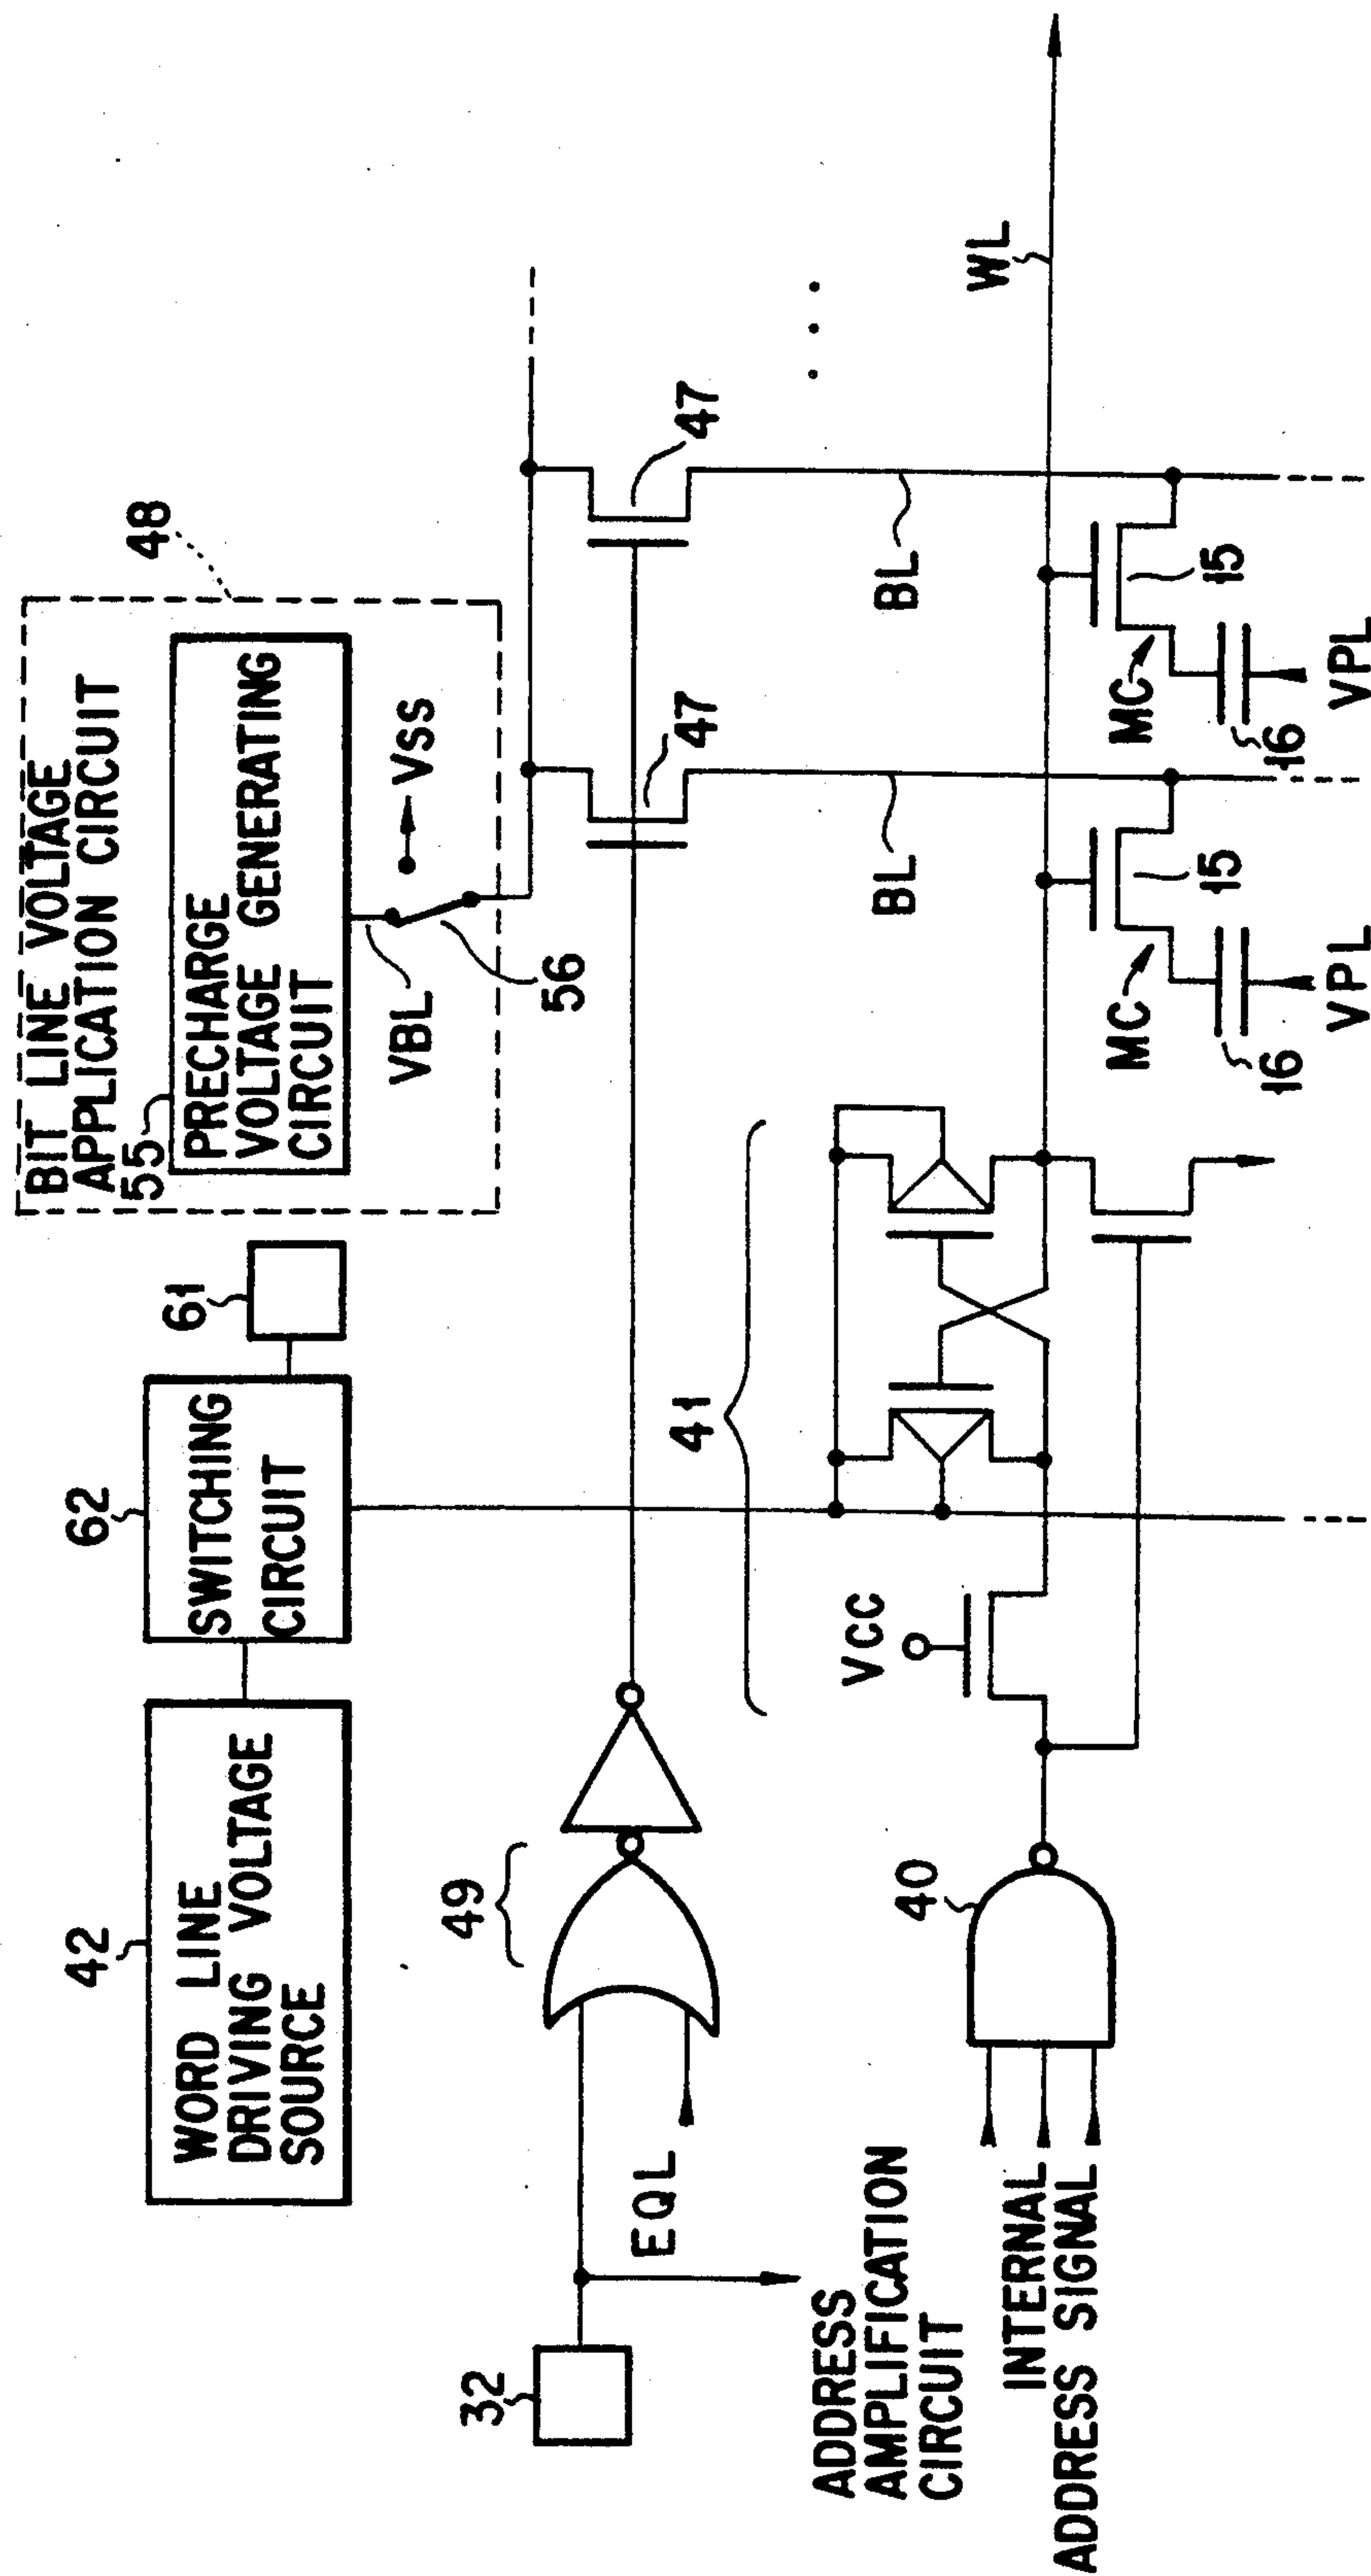 BIT LINE VOLTAGE
APPLICATION CIRCUIT
48
55
PRECHARGE
VOLTAGE GENERATING
CIRCUIT
VBL
VSS
56
42
WORD LINE
DRIVING VOLTAGE
SOURCE
62
SWITCHING
CIRCUIT
61
32
EQL
49
47
47
ADDRESS
AMPLIFICATION
CIRCUIT
41
VCC
BL
BL
WL
INTERNAL
ADDRESS SIGNAL
40
MC
15
16
VPL
MC
15
16
VPL